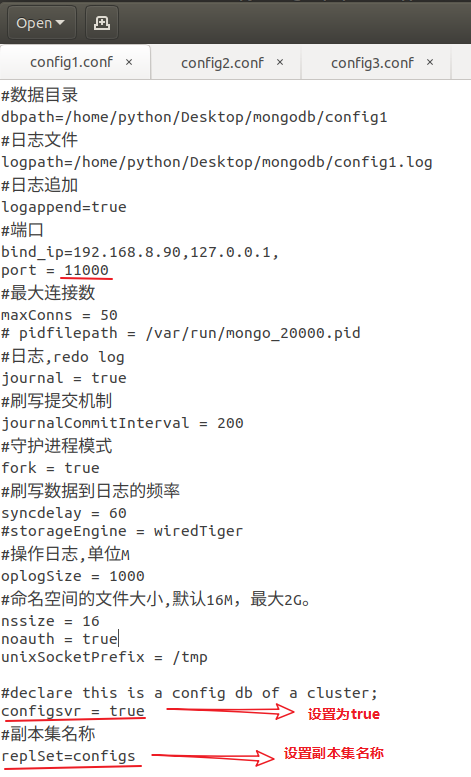 Open
config1.conf × config2.conf × config3.conf ×
#数据目录
dbpath=/home/python/Desktop/mongodb/config1
#日志文件
logpath=/home/python/Desktop/mongodb/config1.log
#日志追加
logappend=true
#端口
bind_ip=192.168.8.90,127.0.0.1,
port = 11000
#最大连接数
maxConns = 50
# pidfilepath = /var/run/mongo_20000.pid
#日志,redo log
journal = true
#刷写提交机制
journalCommitInterval = 200
#守护进程模式
fork = true
#刷写数据到日志的频率
syncdelay = 60
#storageEngine = wiredTiger
#操作日志,单位M
oplogSize = 1000
#命名空间的文件大小,默认16M，最大2G。
nssize = 16
noauth = true
unixSocketPrefix = /tmp
#declare this is a config db of a cluster;
configsvr = true 设置为true
#副本集名称
replSet=configs 设置副本集名称